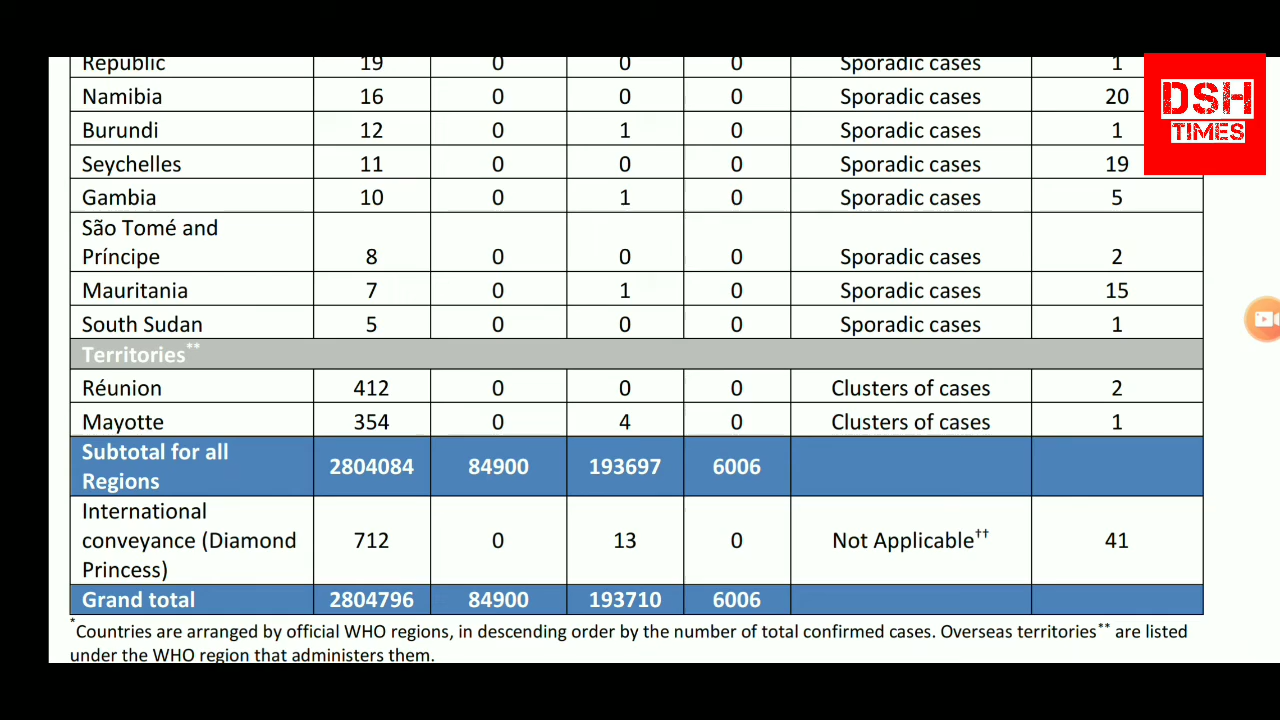 Republic 19 0 0 0 Sporadic cases 1
Namibia 16 0 0 0 Sporadic cases 20
Burundi 12 0 1 0 Sporadic cases 1
Seychelles 11 0 0 0 Sporadic cases 19
Gambia 10 0 1 0 Sporadic cases 5
São Tomé and
Príncipe 8 0 0 0 Sporadic cases 2
Mauritania 7 0 1 0 Sporadic cases 15
South Sudan 5 0 0 0 Sporadic cases 1
Territories**
Réunion 412 0 0 0 Clusters of cases 2
Mayotte 354 0 4 0 Clusters of cases 1
Subtotal for all
Regions 2804084 84900 193697 6006
International
conveyance (Diamond 712 0 13 0 Not Applicable†† 41
Princess)
Grand total 2804796 84900 193710 6006
*Countries are arranged by official WHO regions, in descending order by the number of total confirmed cases. Overseas territories** are listed
under the WHO region that administers them.
DSH
TIMES